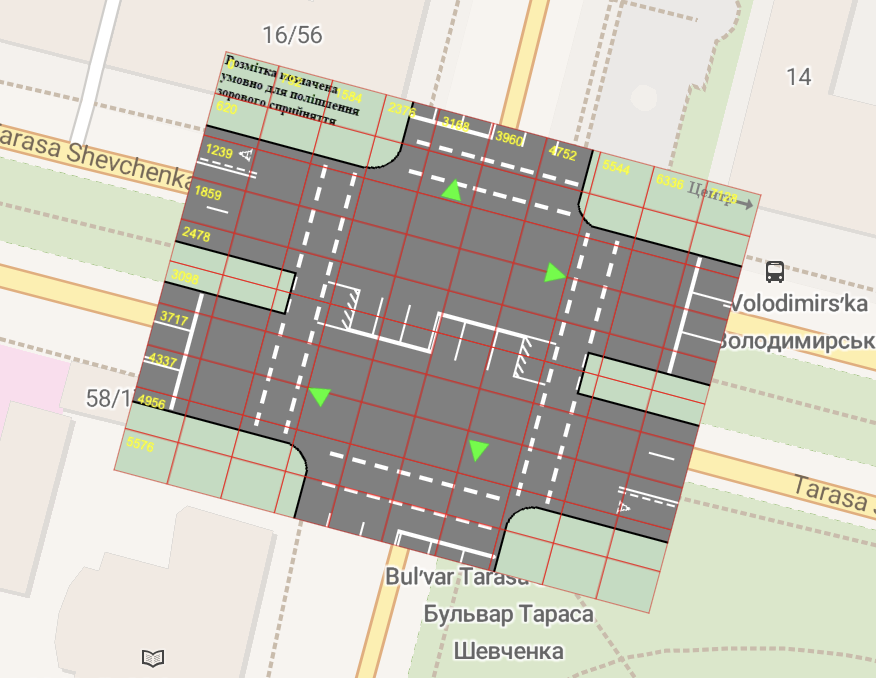 16/56
14
Розмітка позначена
умовно для поліпшення
зорового сприйняття
1584
2376
3168
3960
4752
5544
6336
Центр
620
1239
A
1859
2478
3098
3717
4337
4956
5576
Tarasa Shevchenka
Volodimirs'ka
Володимирськ
58/1
A
Tarasa S
Bul'var Tarasa
Бульвар Тараса
Шевченка